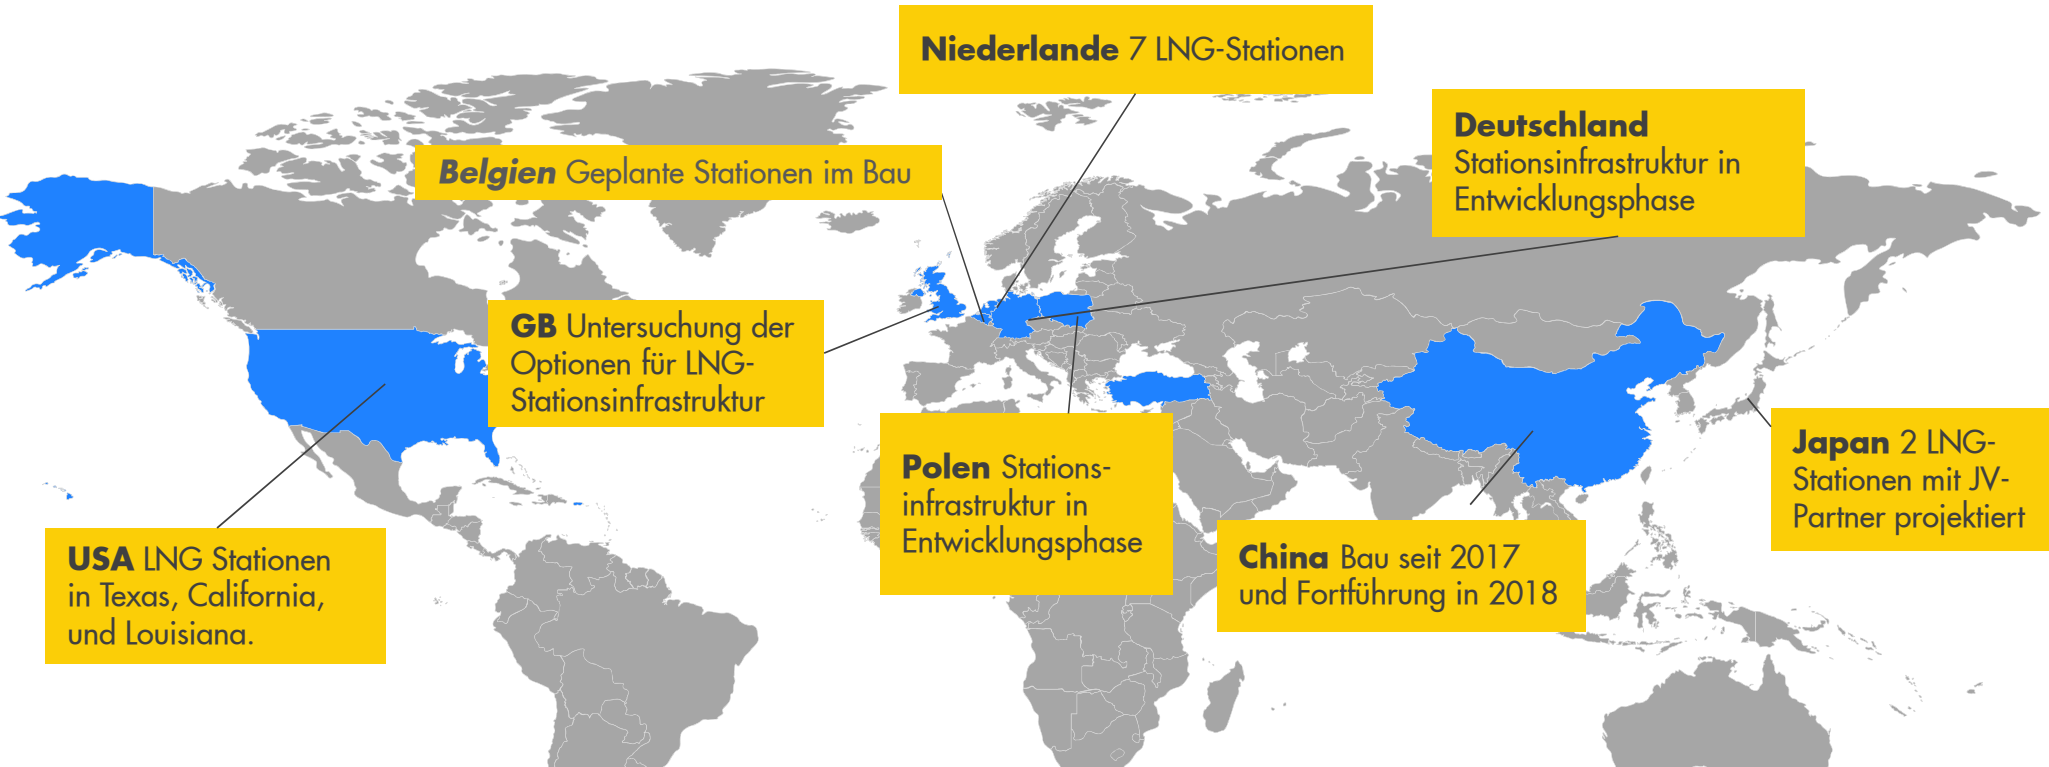 Niederlande 7 LNG-Stationen
Deutschland
Stationsinfrastruktur in
Entwicklungsphase
Belgien Geplante Stationen im Bau
GB Untersuchung der
Optionen für LNG-
Stationsinfrastruktur
Polen Stations-
infrastruktur in
Entwicklungsphase
Japan 2 LNG-
Stationen mit JV-
Partner projektiert
USA LNG Stationen
in Texas, California,
und Louisiana.
China Bau seit 2017
und Fortführung in 2018